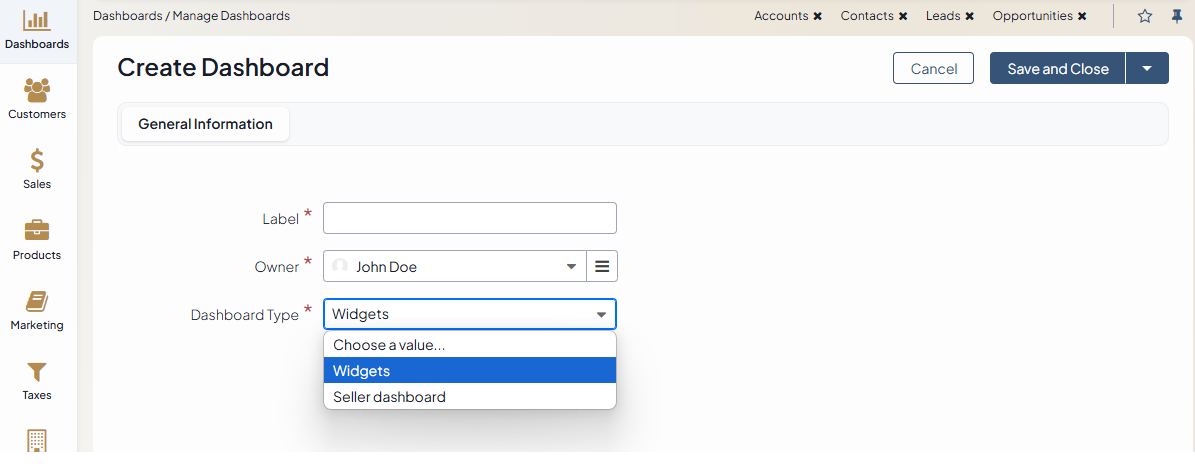 Dashboards
Customers
Sales
Products
Marketing
Taxes
Dashboards / Manage Dashboards
Accounts × Contacts × Leads × Opportunities ×
Create Dashboard
Cancel
Save and Close
General Information
Label *
Owner * John Doe
Dashboard Type * Widgets
Choose a value...
Widgets
Seller dashboard